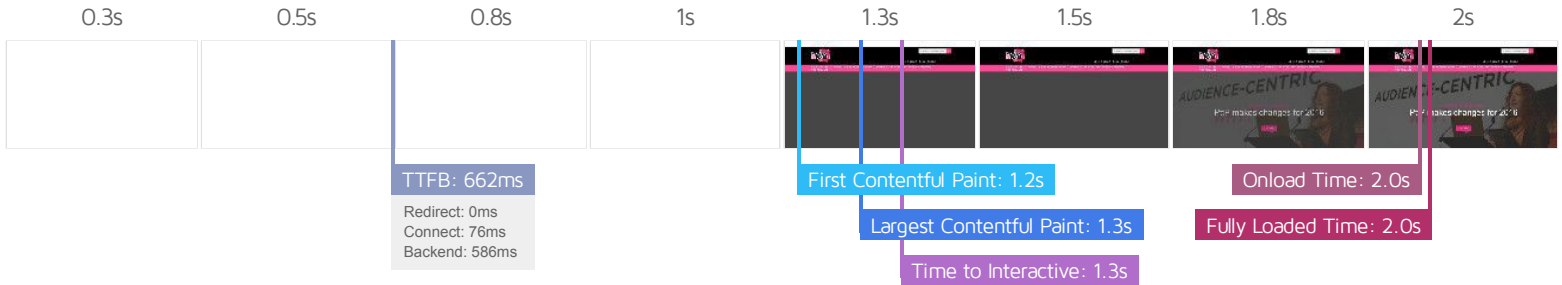 0.3s
0.5s
0.8s
1s
1.3s
1.5s
1.8s
2s
AUDIENCE-CENTRIC
PoP makes changes for 2016
AUDIENCE-CENTRIC
PoP makes changes for 2016
TTFB: 662ms
Redirect: 0ms
Connect: 76ms
Backend: 586ms
First Contentful Paint: 1.2s
Largest Contentful Paint: 1.3s
Time to Interactive: 1.3s
Onload Time: 2.0s
Fully Loaded Time: 2.0s